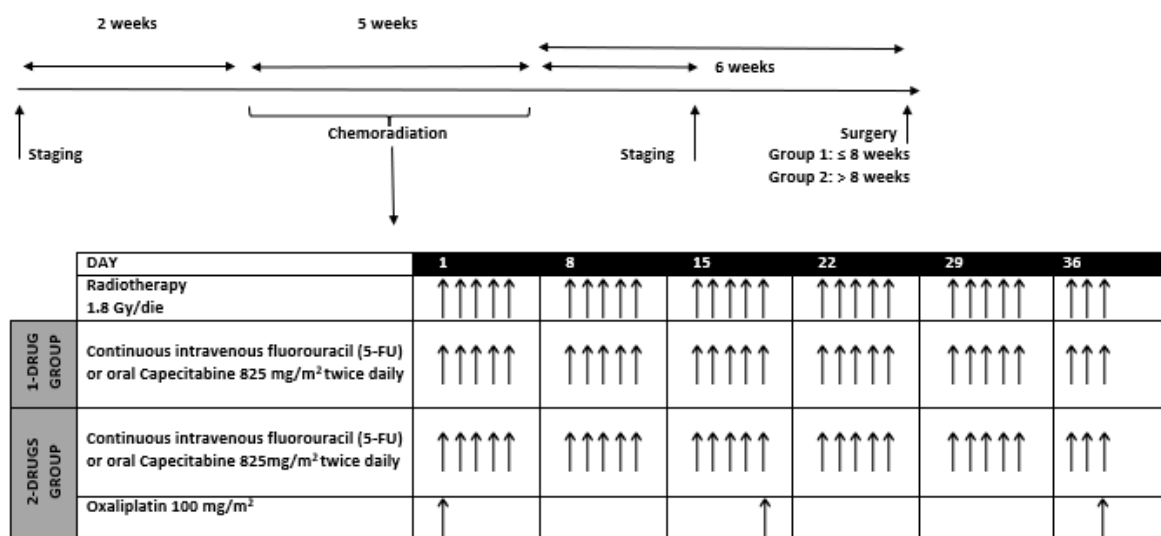 2 weeks
5 weeks
6 weeks
Chemoradiation
Surgery
Staging
Staging
Group 1: ≤ 8 weeks
Group 2: > 8 weeks
DAY 1 8 15 22 29 36
Radiotherapy
1.8 Gy/die
1-DRUG
GROUP
Continuous intravenous fluorouracil (5-FU)
or oral Capecitabine 825 mg/m² twice daily
2-DRUGS
GROUP
Continuous intravenous fluorouracil (5-FU)
or oral Capecitabine 825mg/m² twice daily
Oxaliplatin 100 mg/m²